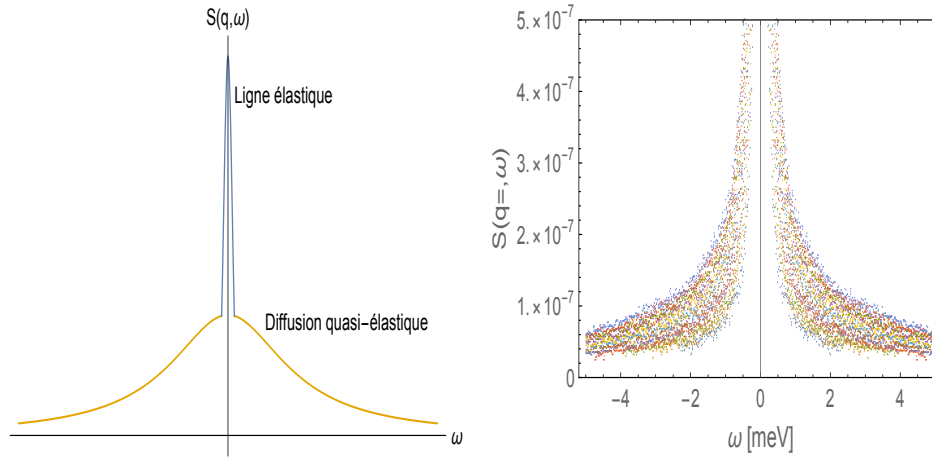 S(q,ω)
Ligne élastique
Diffusion quasi−élastique
ω
S(q=,ω)
5.×10⁻⁷
4.×10⁻⁷
3.×10⁻⁷
2.×10⁻⁷
1.×10⁻⁷
0
−4 −2 0 2 4
ω [meV]